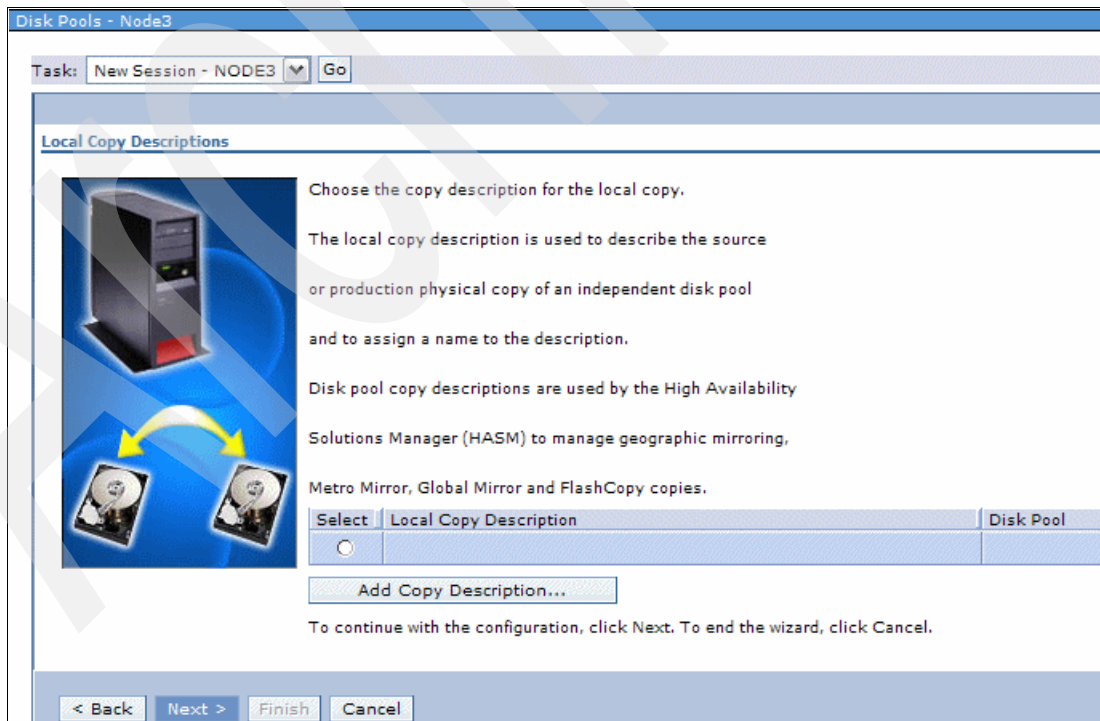 Disk Pools - Node3
Task: New Session - NODE3 Go
Local Copy Descriptions
Choose the copy description for the local copy.
The local copy description is used to describe the source
or production physical copy of an independent disk pool
and to assign a name to the description.
Disk pool copy descriptions are used by the High Availability
Solutions Manager (HASM) to manage geographic mirroring,
Metro Mirror, Global Mirror and FlashCopy copies.
Select Local Copy Description Disk Pool
Add Copy Description...
To continue with the configuration, click Next. To end the wizard, click Cancel.
< Back Next > Finish Cancel